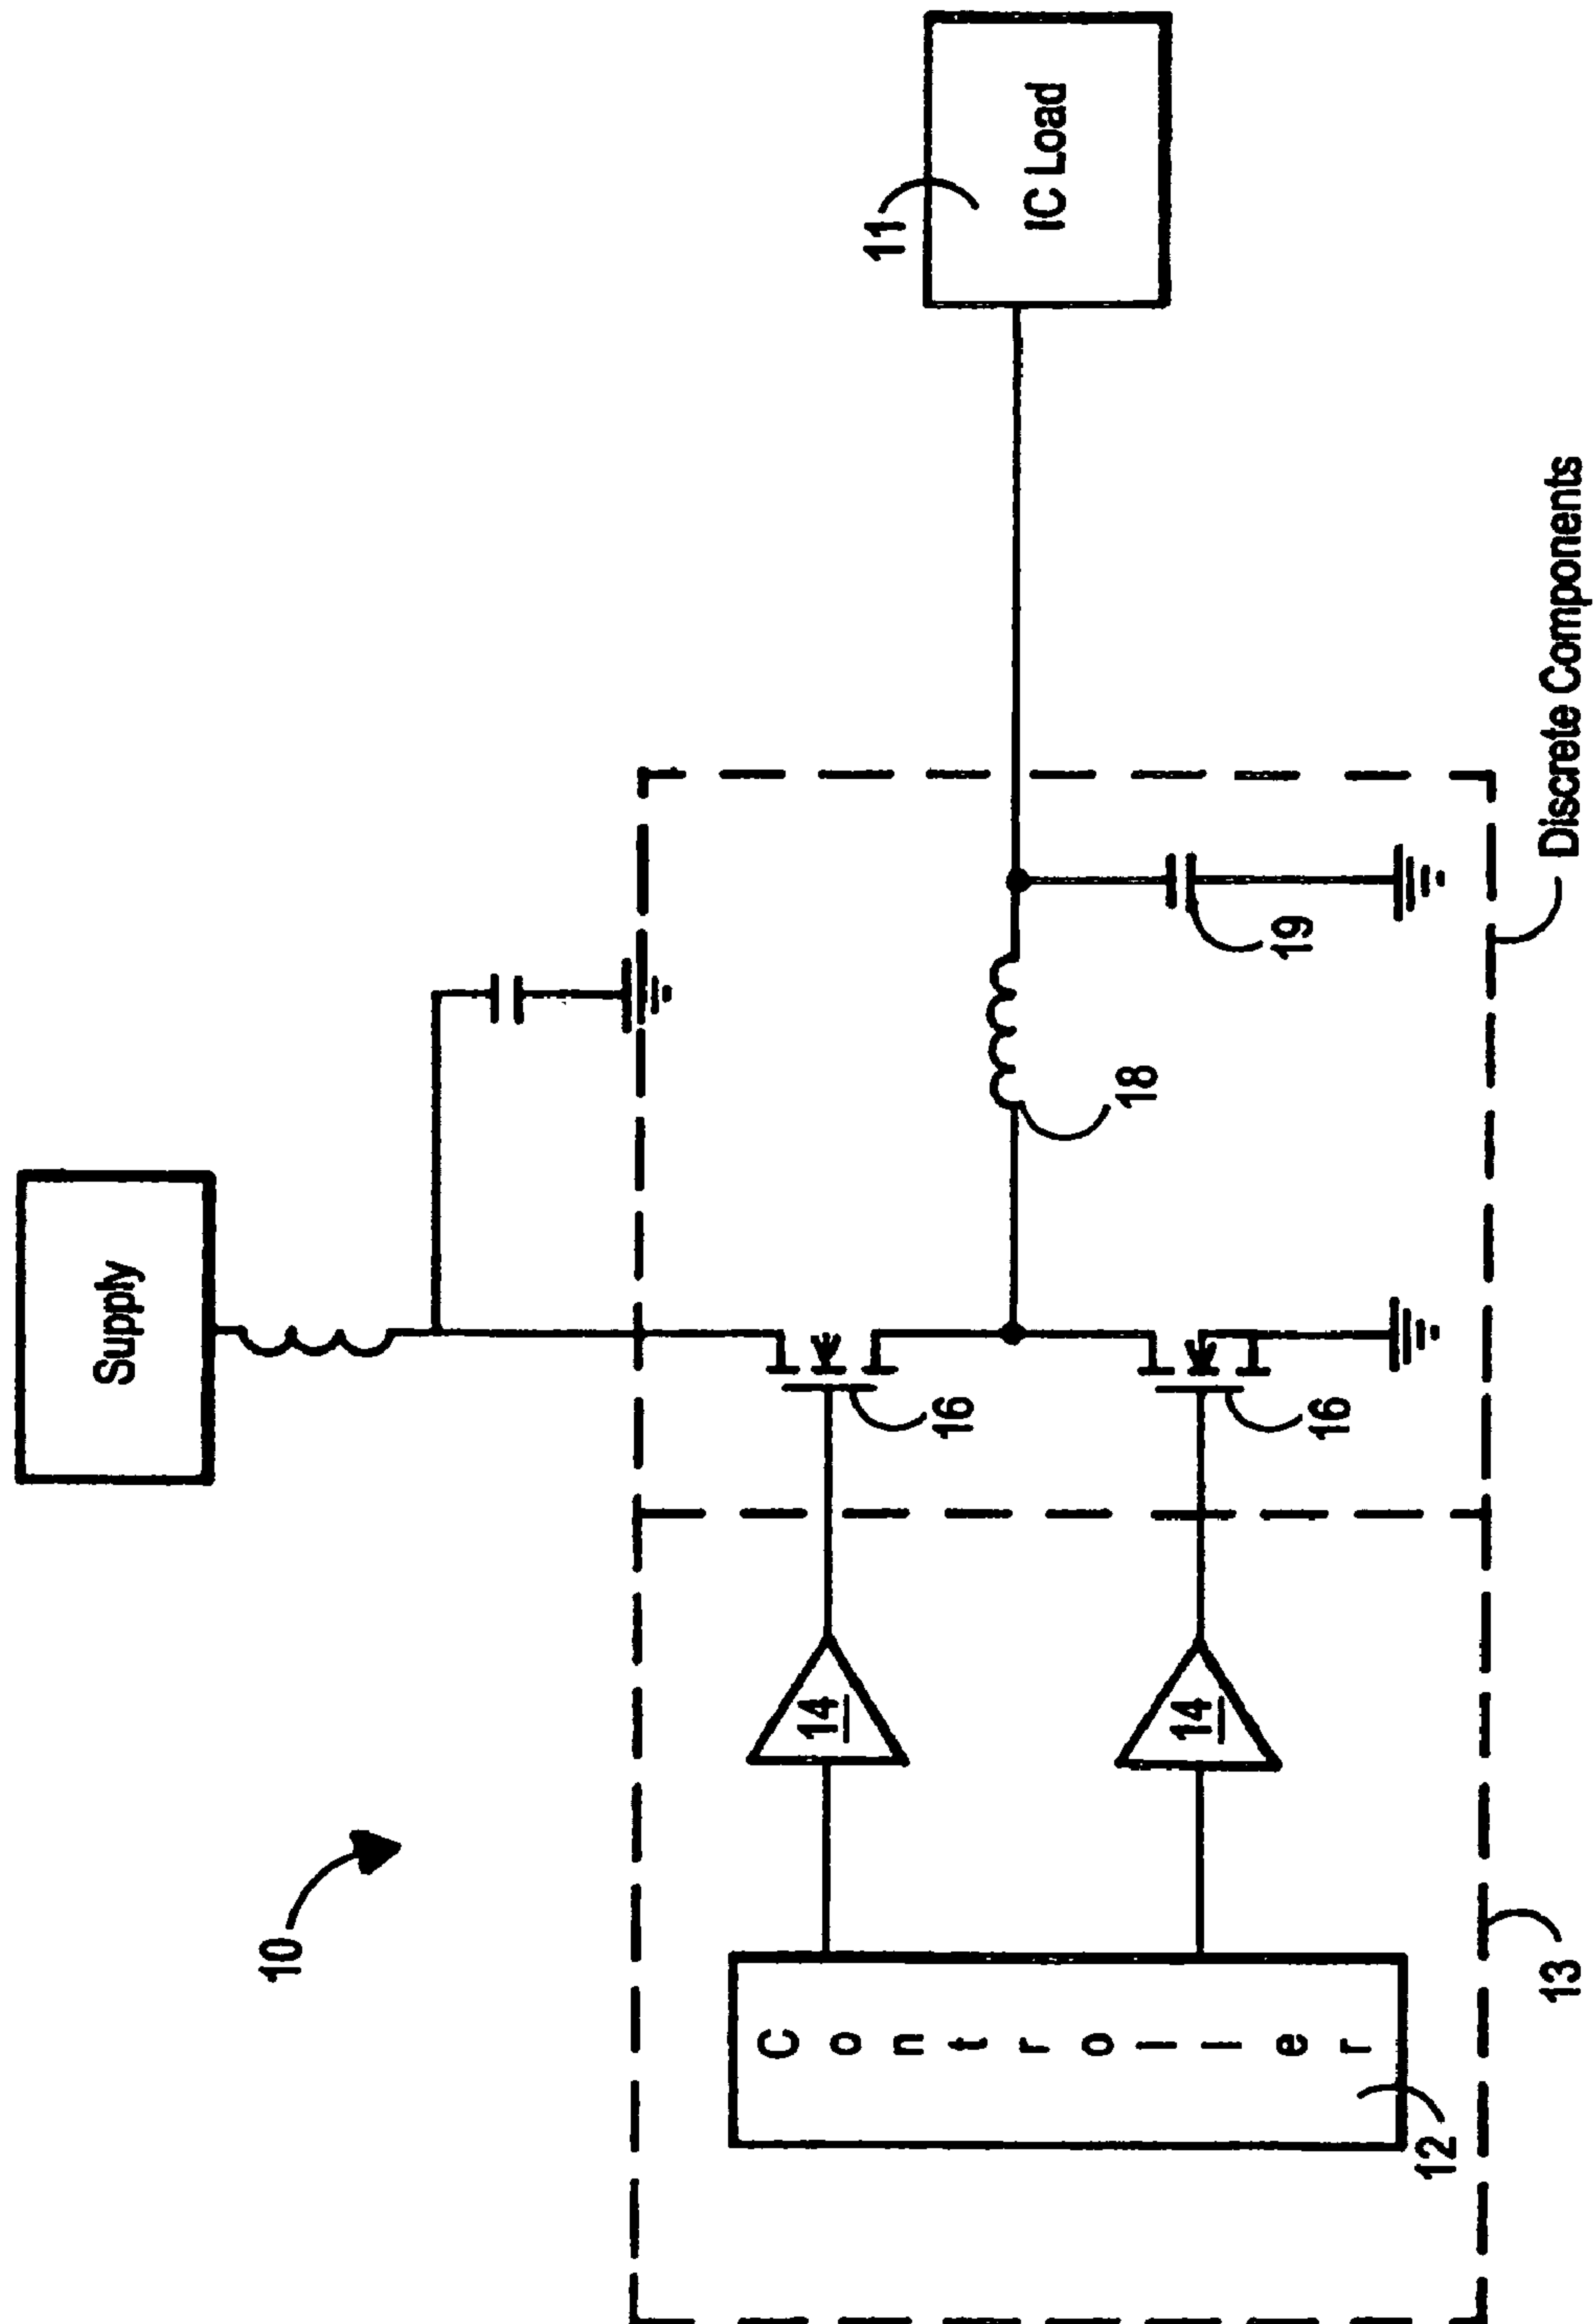 Supply
10
11
IC Load
Controller
12
13
14
14
16
16
18
19
Discrete Components